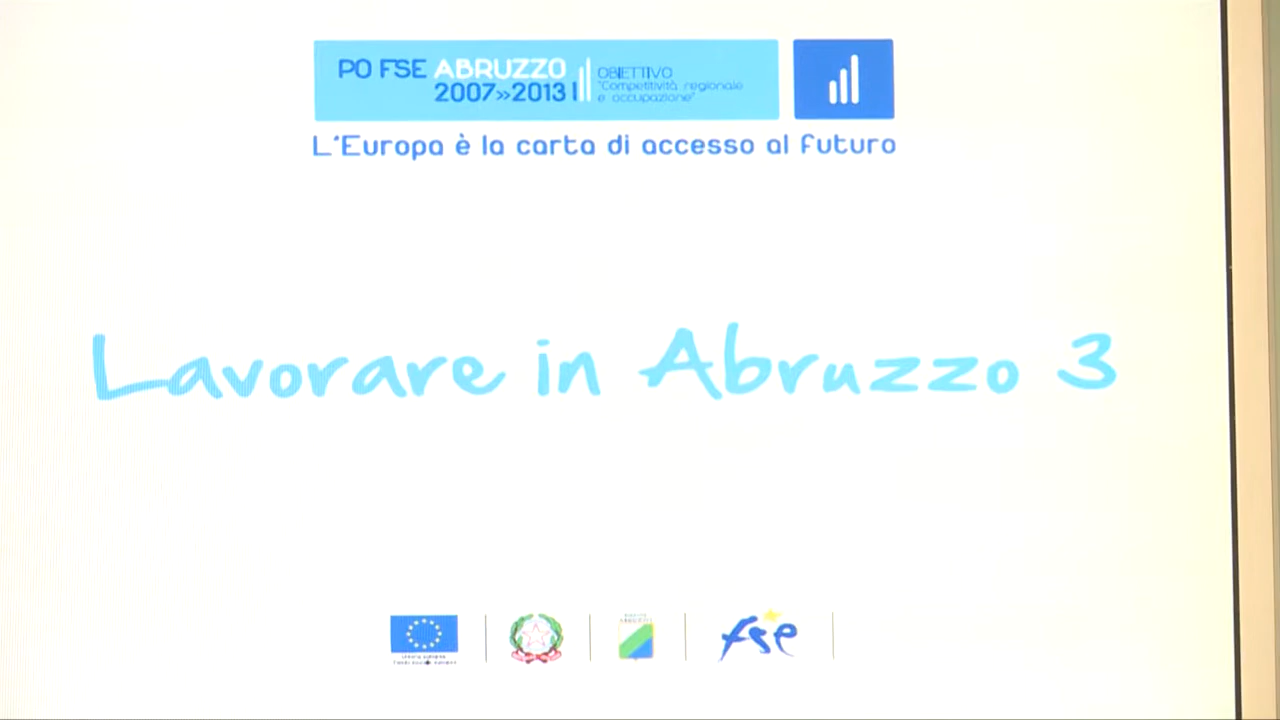 PO FSE ABRUZZO
2007»2013
OBIETTIVO
"Competitività regionale
e occupazione"
L'Europa è la carta di accesso al futuro
Lavorare in Abruzzo 3
fse